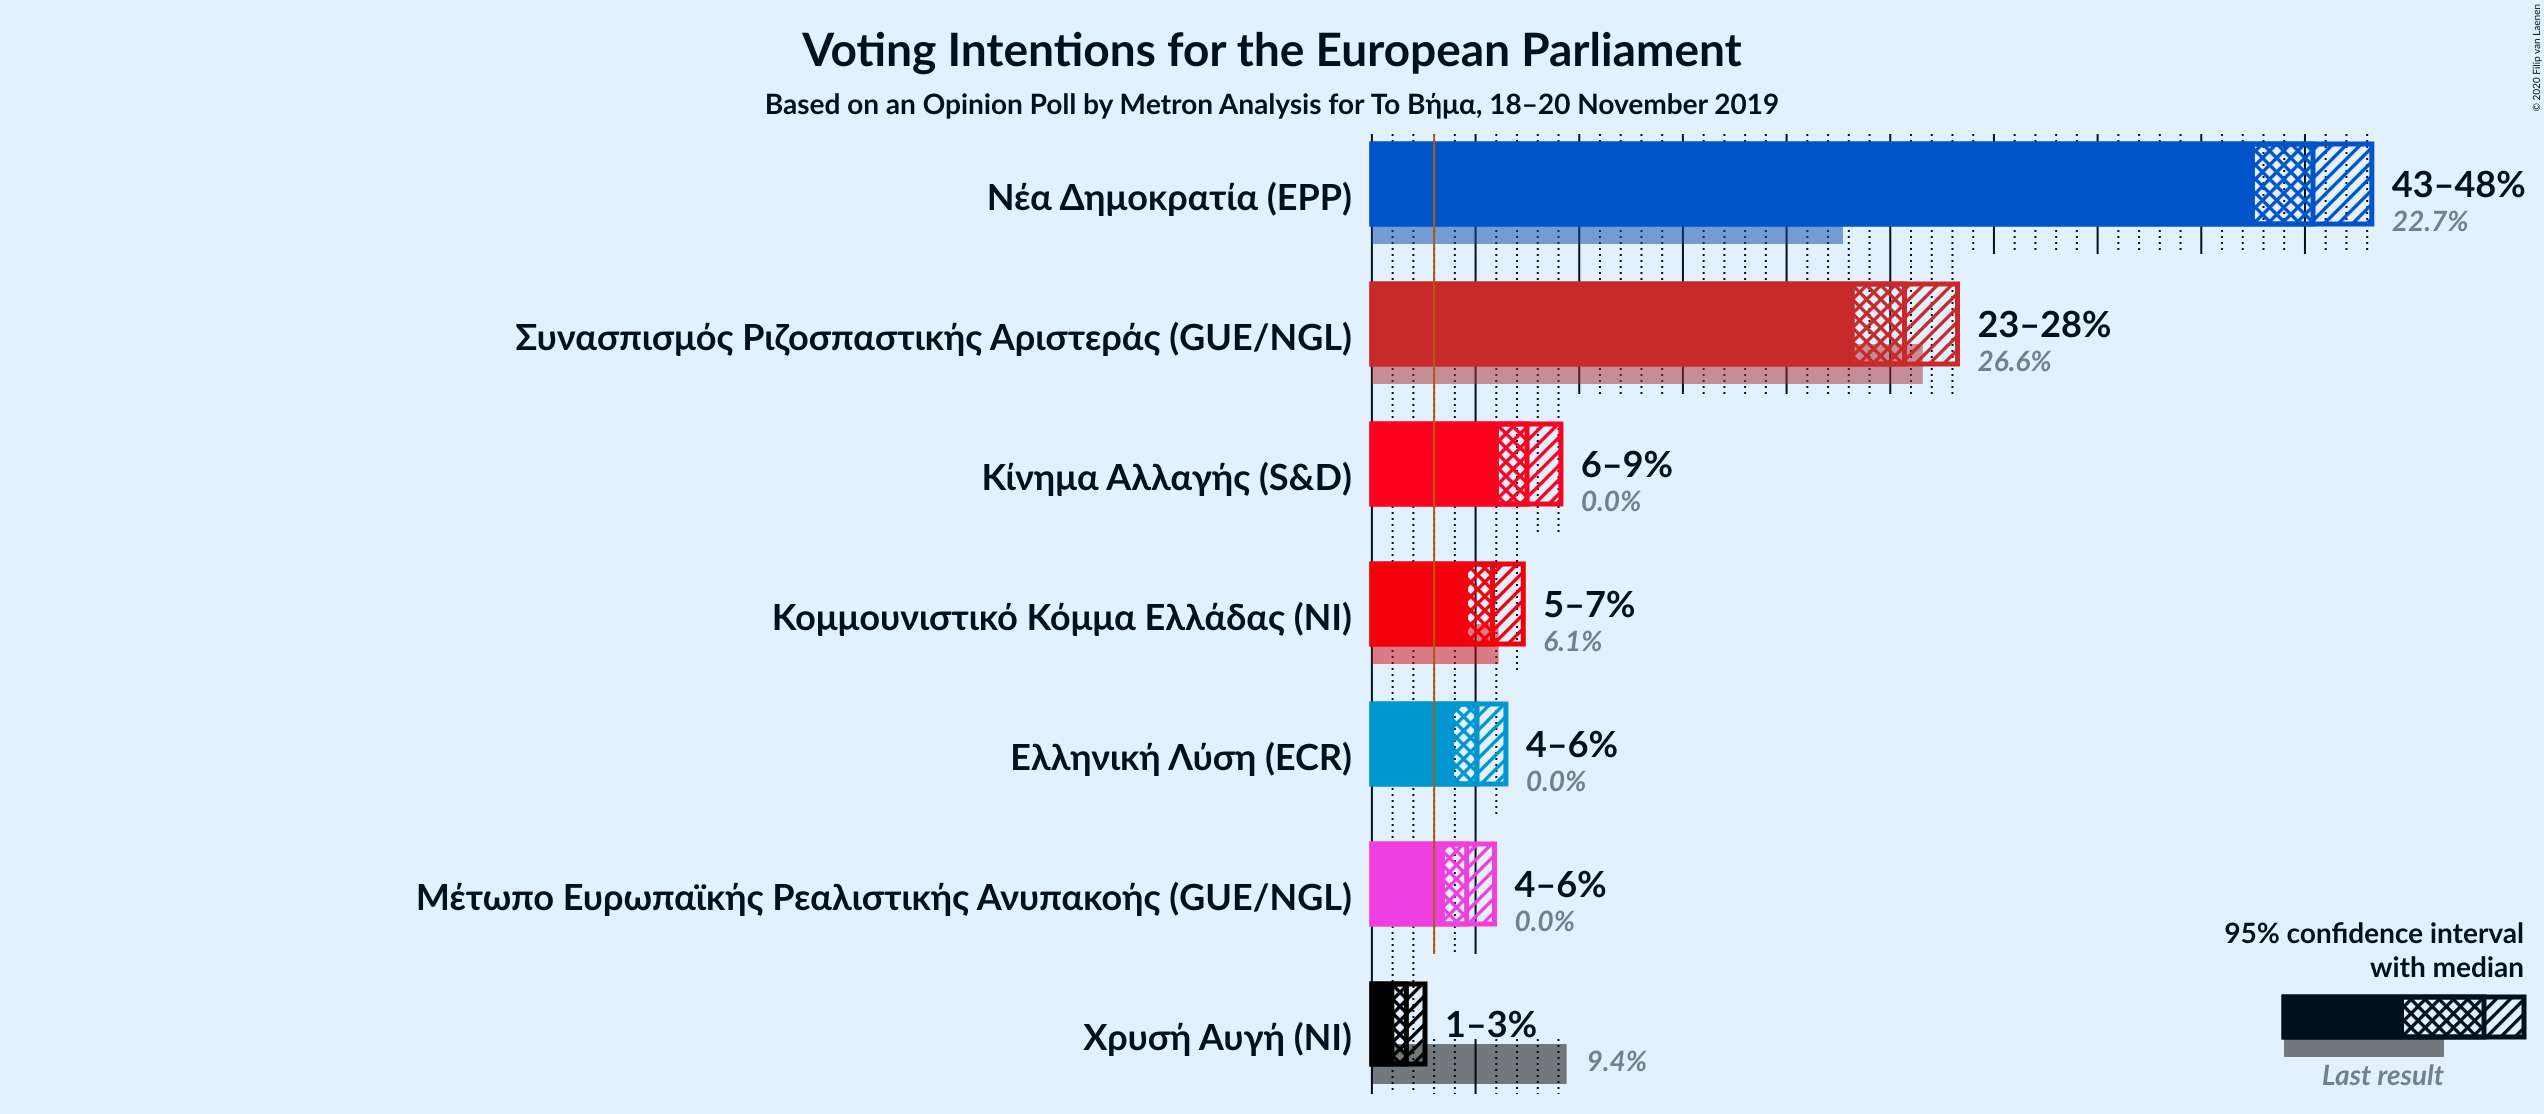 Voting Intentions for the European Parliament
Based on an Opinion Poll by Metron Analysis for Το Βήμα, 18–20 November 2019
© 2020 Filip van Laenen
Νέα Δημοκρατία (EPP)
43–48%
22.7%
Συνασπισμός Ριζοσπαστικής Αριστεράς (GUE/NGL)
23–28%
26.6%
Κίνημα Αλλαγής (S&D)
6–9%
0.0%
Κομμουνιστικό Κόμμα Ελλάδας (NI)
5–7%
6.1%
Ελληνική Λύση (ECR)
4–6%
0.0%
Μέτωπο Ευρωπαϊκής Ρεαλιστικής Ανυπακοής (GUE/NGL)
4–6%
0.0%
Χρυσή Αυγή (NI)
1–3%
9.4%
95% confidence interval
with median
Last result